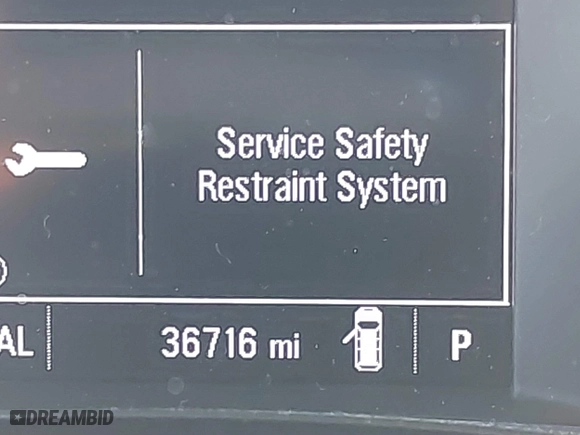 Service Safety
Restraint System
AL
36716 mi
P
DREAMBID